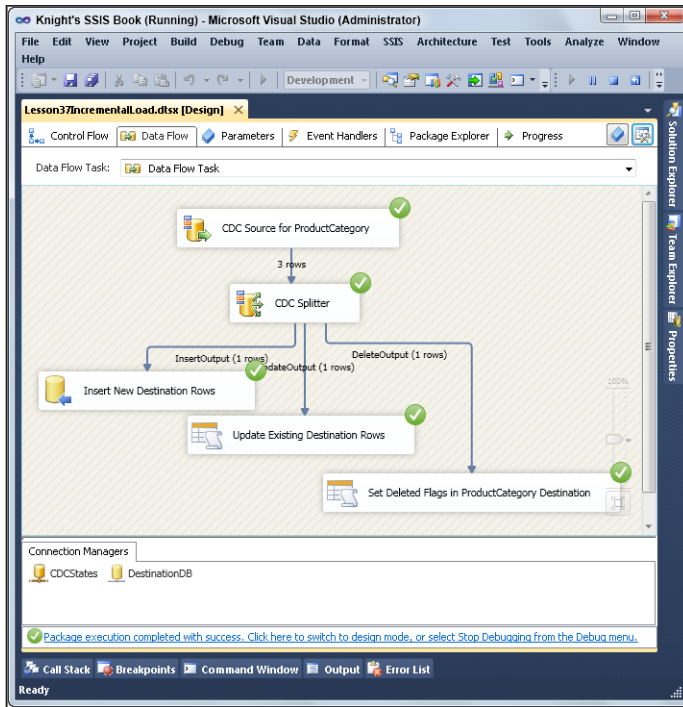 Knight's SSIS Book (Running) - Microsoft Visual Studio (Administrator)
File Edit View Project Build Debug Team Data Format SSIS Architecture Test Tools Analyze Window
Help
Development
Lesson37IncrementalLoad.dtsx [Design]
Control Flow Data Flow Parameters Event Handlers Package Explorer Progress
Data Flow Task: Data Flow Task
CDC Source for ProductCategory
3 rows
CDC Splitter
InsertOutput (1 rows)
dateOutput (1 rows)
DeleteOutput (1 rows)
Insert New Destination Rows
Update Existing Destination Rows
Set Deleted Flags in ProductCategory Destination
100%
Connection Managers
CDCStates DestinationDB
Package execution completed with success. Click here to switch to design mode, or select Stop Debugging from the Debug menu.
Call Stack Breakpoints Command Window Output Error List
Ready
Solution Explorer
Team Explorer
Properties